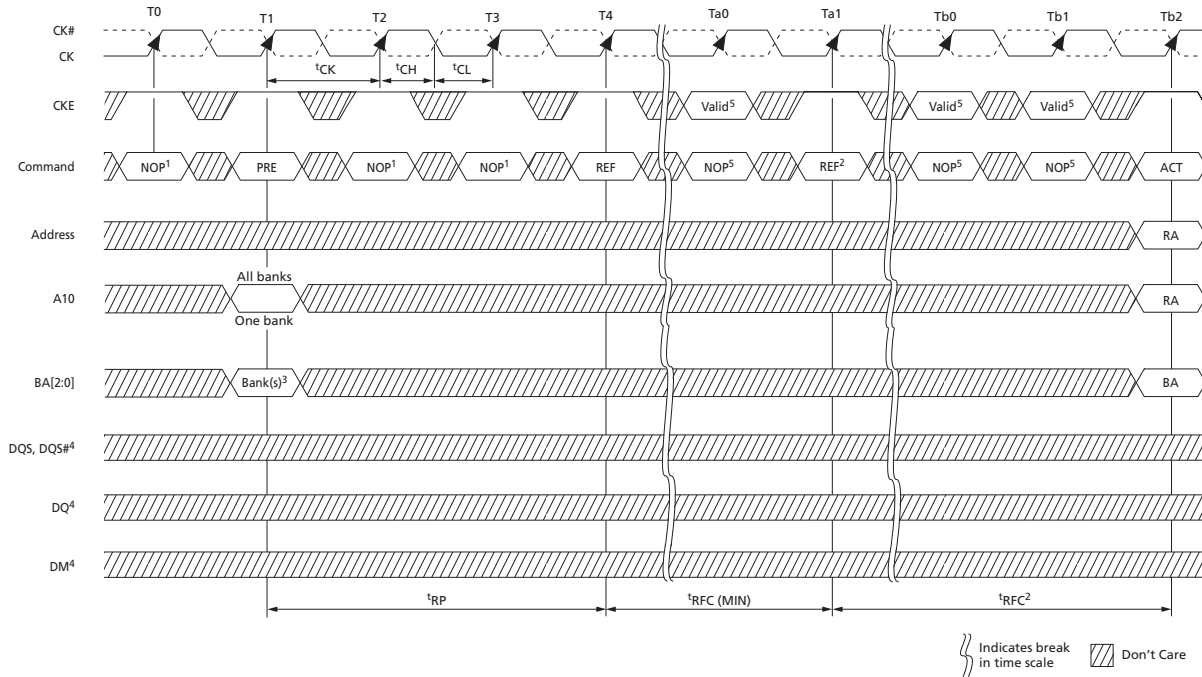 T0 T1 T2 T3 T4 Ta0 Ta1 Tb0 Tb1 Tb2
CK#
CK
tCK tCH tCL
CKE Valid5 Valid5 Valid5
Command NOP1 PRE NOP1 NOP1 REF NOP5 REF2 NOP5 NOP5 ACT
Address RA
All banks
A10 RA
One bank
BA[2:0] Bank(s)3 BA
DQS, DQS#4
DQ4
DM4
tRP tRFC (MIN) tRFC2
Indicates break
in time scale
Don't Care